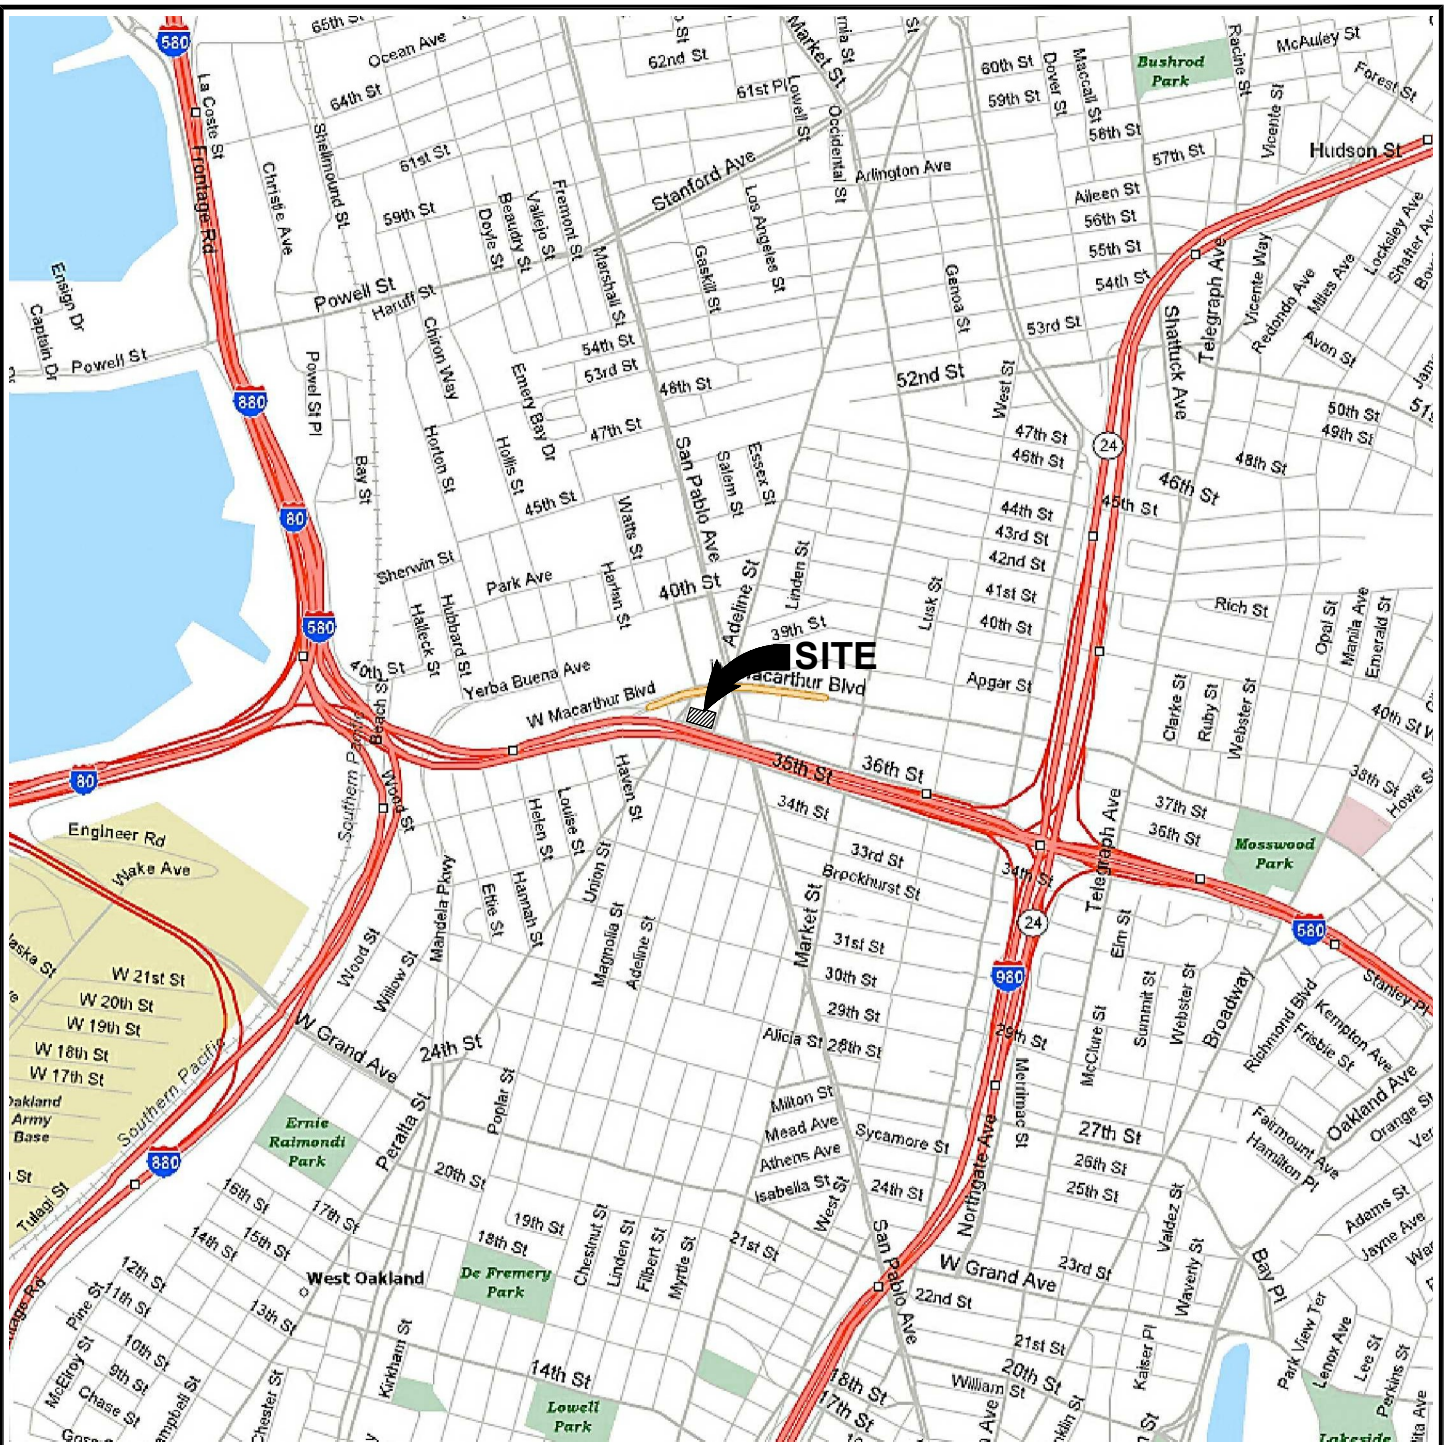 65th St
Ocean Ave
62nd St
Market St
60th St
Bushrod
Park
Racine St
McAuley St
Forest St
580
La Coste St
64th St
61st Pl
Lowell St
59th St
Dover St
Maccall St
58th St
Vicente St
Hudson St
Shellmound St
61st St
Stanford Ave
Occidental St
Arlington Ave
57th St
Frontage Rd
Christie Ave
59th St
Doyle St
Beaudry St
Vallejo St
Fremont St
Los Angeles St
Aileen St
56th St
55th St
54th St
Locksley Ave
Shafter Av
Ensign Dr
Captain Dr
Powell St
Haruff St
Marshall St
Gaskill St
Genoa St
53rd St
Shattuck Ave
Telegraph Ave
Vicente Way
Redondo Ave
Miles Ave
Avon St
Powell St
Powel St Pl
Chiron Way
54th St
53rd St
48th St
52nd St
West St
50th St
49th St
880
Emery Bay Dr
47th St
47th St
46th St
24
48th St
46th St
45th St
Horton St
Hollis St
Bay St
45th St
San Pablo Ave
Salem St
Essex St
44th St
43rd St
42nd St
80
Watts St
Sherwin St
Park Ave
Harlan St
40th St
Adeline St
Linden St
Lusk St
41st St
40th St
Rich St
Opal St
Manila Ave
Emerald St
580
Halleck St
Hubbard St
39th St
SITE
40th St
Yerba Buena Ave
W Macarthur Blvd
acarthur Blvd
Apgar St
Clarke St
Ruby St
Webster St
40th St W
Beach St
Southern Pacific
80
Wood St
Haven St
35th St
36th St
38th St
Howe S
Engineer Rd
Wake Ave
Helen St
Louise St
34th St
37th St
36th St
Mosswood
Park
33rd St
Brockhurst St
34th St
Telegraph Ave
Mandela Pkwy
Ettie St
Hannah St
Union St
Magnolia St
Adeline St
Market St
24
580
laska St
Wood St
Willow St
31st St
30th St
29th St
Elm St
980
Stanley Pl
W 21st St
W 20th St
W 19th St
W 18th St
W 17th St
W Grand Ave
24th St
Alicia St
28th St
29th St
McClure St
Summit St
Webster St
Broadway
Richmond Blvd
Kempton Ave
Frisbie St
Oakland Ave
Orange St
Oakland
Army
Base
Southern Pacific
Ernie
Raimondi
Park
Peralta St
Poplar St
Milton St
Mead Ave
Athens Ave
Isabella St
Sycamore St
Merrimac St
Northgate Ave
27th St
26th St
25th St
Fairmount Ave
Hamilton Pl
880
St
Tulagi St
20th St
24th St
West St
Valdez St
Adams St
Jayne Ave
16th St
17th St
15th St
14th St
19th St
18th St
Chestnut St
Linden St
Filbert St
Myrtle St
21st St
San Pablo Ave
W Grand Ave
23rd St
22nd St
Waverly St
Bay Pl
West Oakland
De Fremery
Park
12th St
11th St
13th St
Pine St
10th St
9th St
Chase St
McElroy St
Kirkham St
14th St
Lowell
Park
18th St
17th St
21st St
20th St
William St
Kaiser Pl
Park View Ter
Lenox Ave
Lee St
Perkins St
Chester St
ampbell St
Lakeside